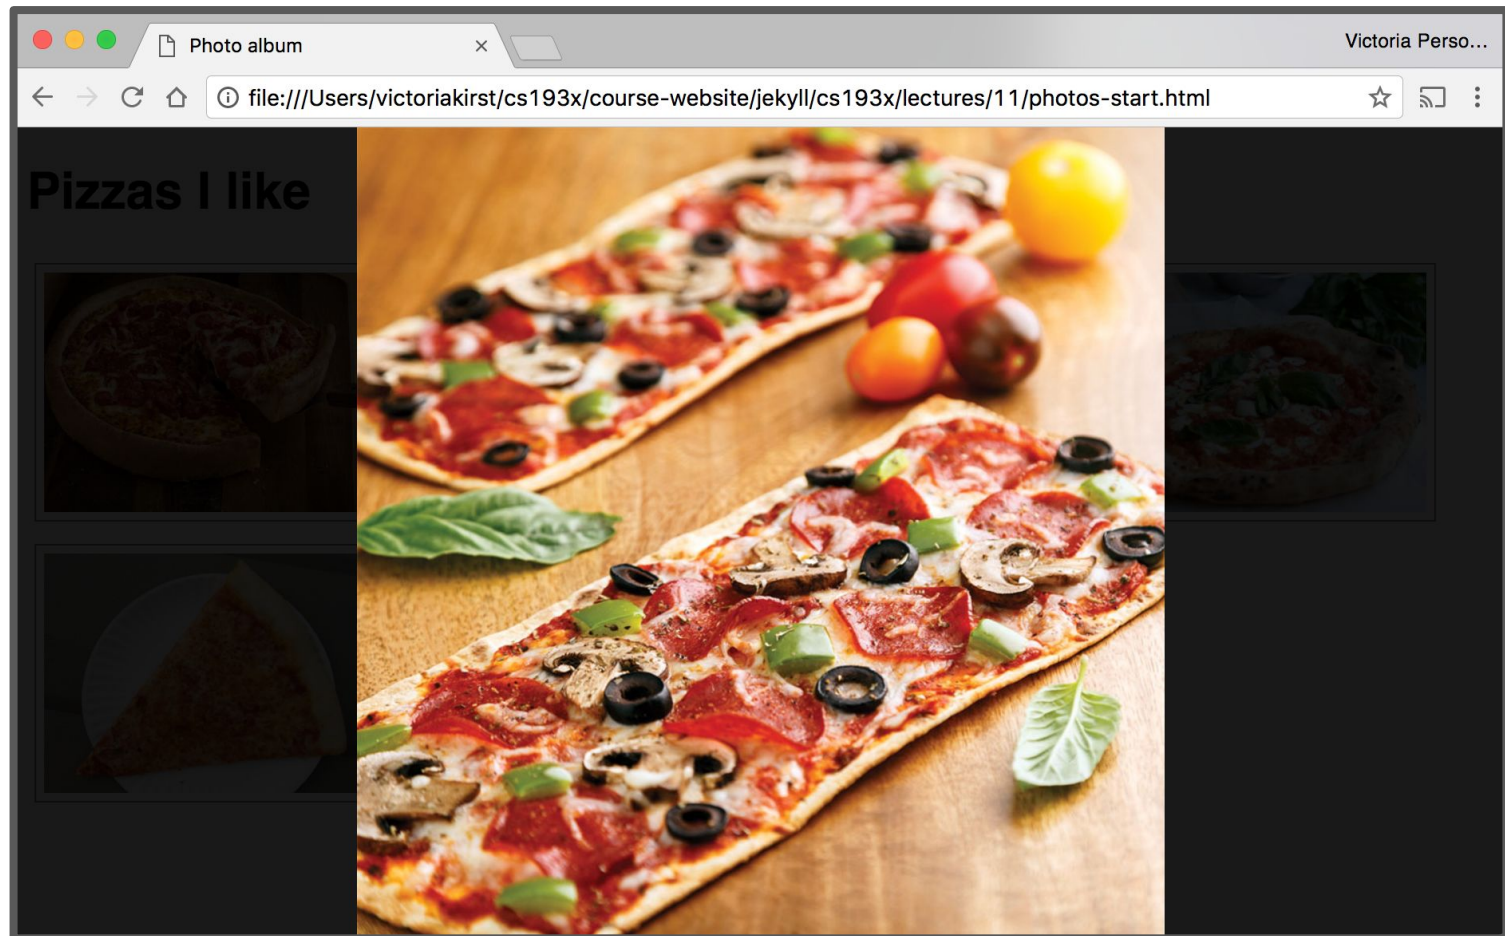 Photo album
Victoria Perso...
file:///Users/victoriakirst/cs193x/course-website/jekyll/cs193x/lectures/11/photos-start.html
Pizzas I like